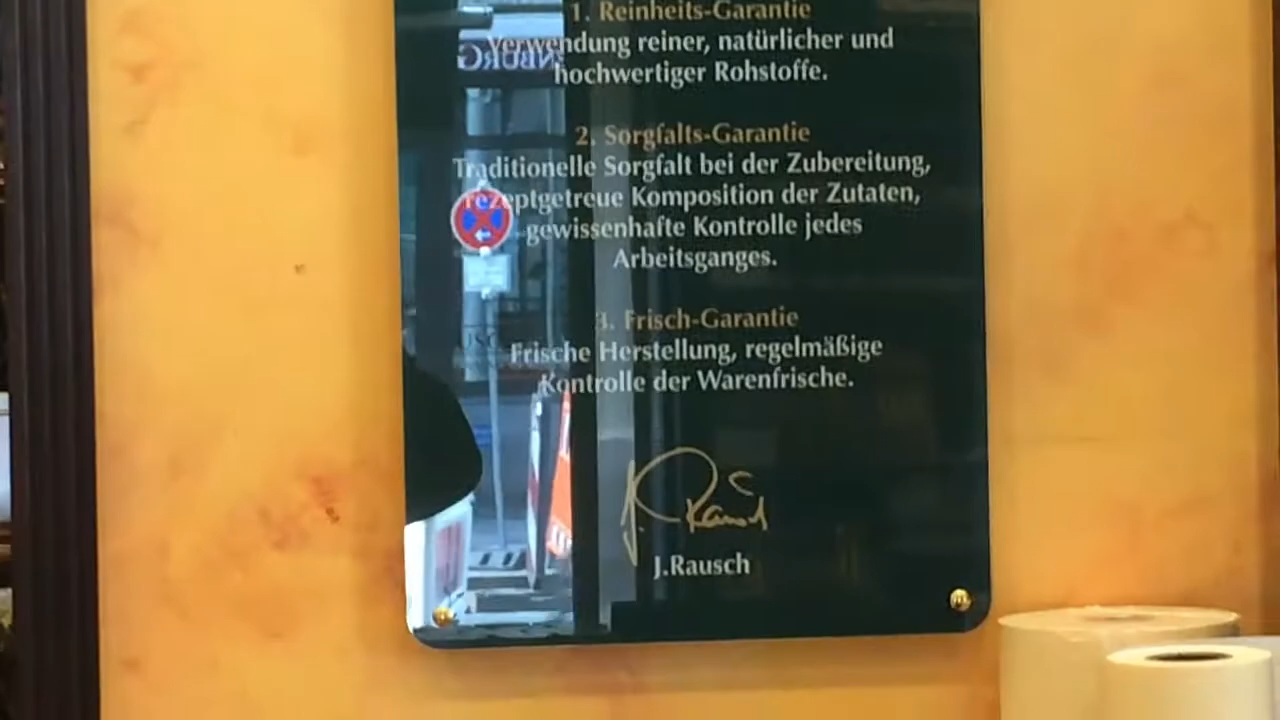 1. Reinheits-Garantie
Verwendung reiner, natürlicher und
hochwertiger Rohstoffe.
2. Sorgfalts-Garantie
Traditionelle Sorgfalt bei der Zubereitung,
rezeptgetreue Komposition der Zutaten,
gewissenhafte Kontrolle jedes
Arbeitsganges.
3. Frisch-Garantie
Frische Herstellung, regelmäßige
Kontrolle der Warenfrische.
J. Rausch
J.Rausch